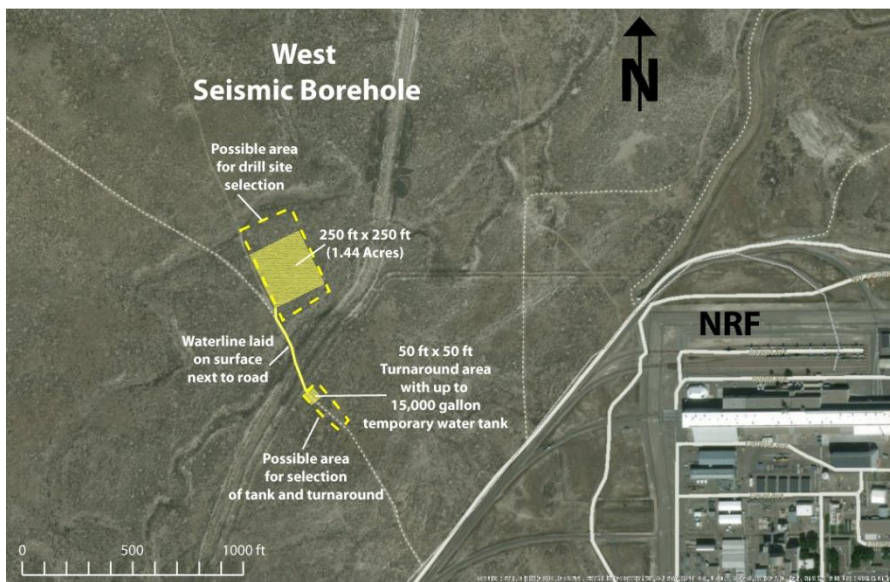 West
Seismic Borehole
N
Possible area
for drill site
selection
250 ft x 250 ft
(1.44 Acres)
NRF
Waterline laid
on surface
next to road
50 ft x 50 ft
Turnaround area
with up to
15,000 gallon
temporary water tank
Possible area
for selection
of tank and turnaround
0 500 1000 ft